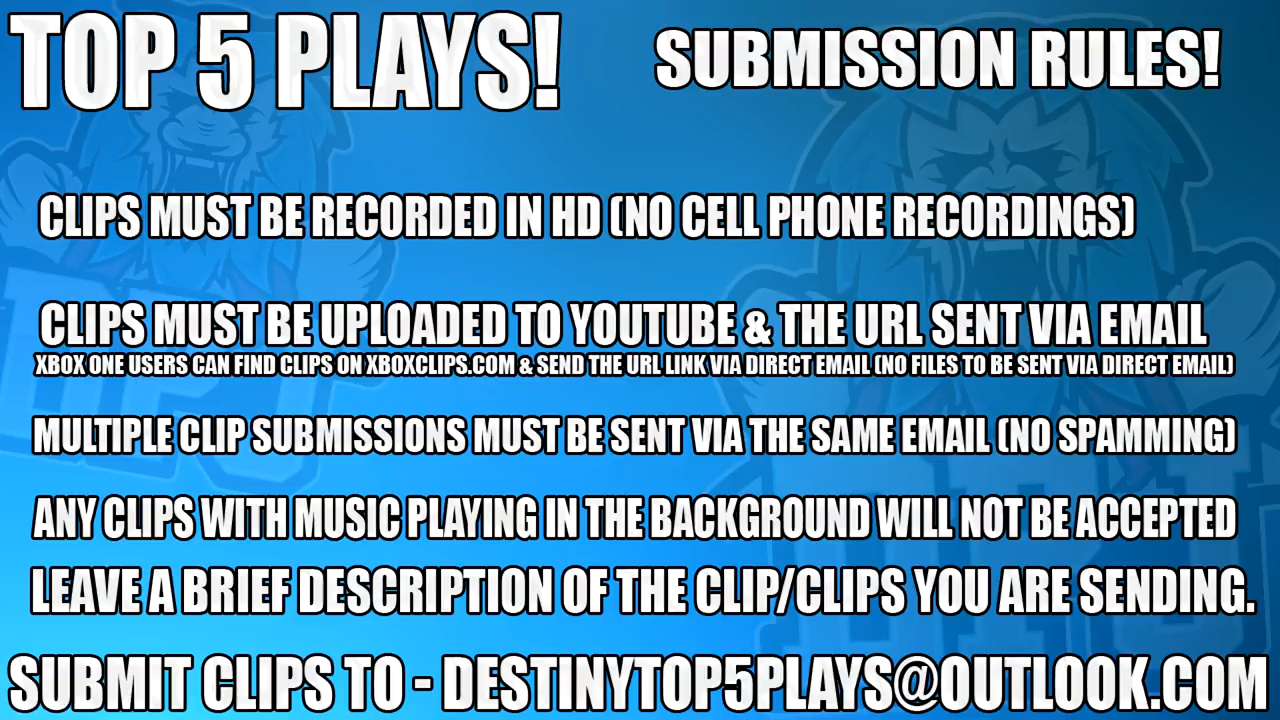 TOP 5 PLAYS!
SUBMISSION RULES!
CLIPS MUST BE RECORDED IN HD (NO CELL PHONE RECORDINGS)
CLIPS MUST BE UPLOADED TO YOUTUBE & THE URL SENT VIA EMAIL
XBOX ONE USERS CAN FIND CLIPS ON XBOXCLIPS.COM & SEND THE URL LINK VIA DIRECT EMAIL (NO FILES TO BE SENT VIA DIRECT EMAIL)
MULTIPLE CLIP SUBMISSIONS MUST BE SENT VIA THE SAME EMAIL (NO SPAMMING)
ANY CLIPS WITH MUSIC PLAYING IN THE BACKGROUND WILL NOT BE ACCEPTED
LEAVE A BRIEF DESCRIPTION OF THE CLIP/CLIPS YOU ARE SENDING.
SUBMIT CLIPS TO - DESTINYTOP5PLAYS@OUTLOOK.COM